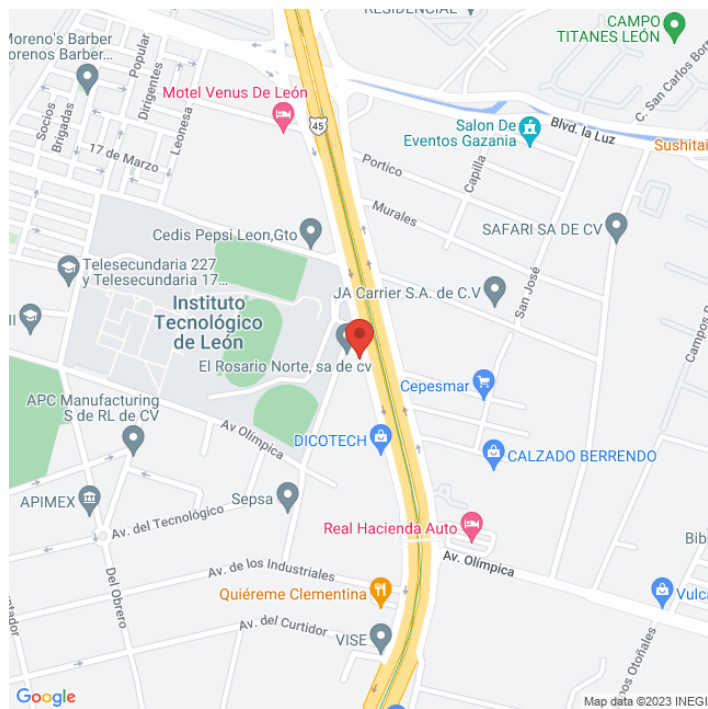 RESIDENCIAL
CAMPO
TITANES LEÓN
Moreno's Barber
Morenos Barber...
Popular
Dirigentes
Socios
Brigadas
Leonesa
17 de Marzo
Motel Venus De León
45
C. San Carlos Borr
Blvd. la Luz
Salon De
Eventos Gazania
Sushitai
Capilla
Portico
Murales
Cedis Pepsi Leon,Gto
SAFARI SA DE CV
Telesecundaria 227
y Telesecundaria 17...
JA Carrier S.A. de C.V
San José
Instituto
Tecnológico
de León
El Rosario Norte, sa de cv
Campos
Cepesmar
APC Manufacturing
S de RL de CV
Av Olímpica
DICOTECH
CALZADO BERRENDO
APIMEX
Sepsa
Av. del Tecnológico
Real Hacienda Auto
Av. Olímpica
Bib
Av. de los Industriales
Quiéreme Clementina
Vulca
Del Obrero
Av. del Curtidor
VISE
pos Otoñales
Google
Map data ©2023 INEGI